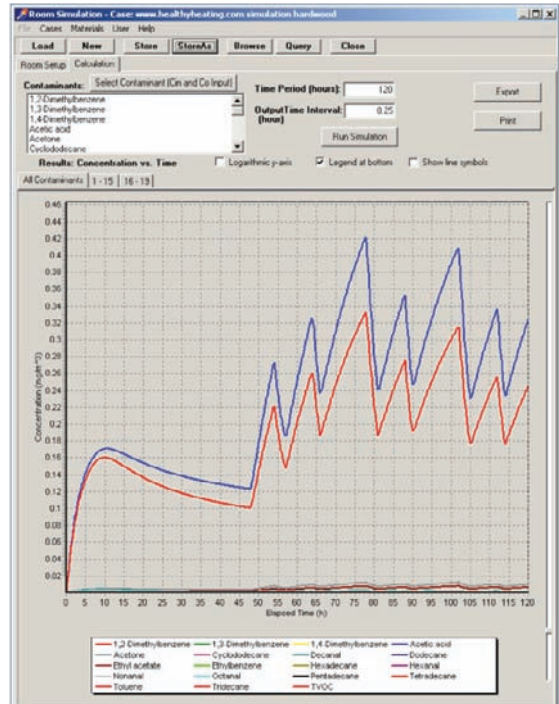 Room Simulation - Case: www.healthyheating.com simulation hardwood
File Cases Materials User Help
Load New Store StoreAs Browse Query Close
Room Setup Calculation
Contaminants: Select Contaminant (Cin and Co Input)
1,2-Dimethylbenzene
1,3-Dimethylbenzene
1,4-Dimethylbenzene
Acetic acid
Acetone
Cyclododecane
Time Period (hours): 120
OutputTime Interval: (hour) 0.25
Run Simulation
Export
Print
Results: Concentration vs. Time Logarithmic y-axis Legend at bottom Show line symbols
All Contaminants 1 - 15 16 - 19
0.46
0.44
0.42
0.4
0.38
0.36
0.34
0.32
0.3
0.28
0.26
0.24
0.22
0.2
0.18
0.16
0.14
0.12
0.1
0.08
0.06
0.04
0.02
Concentration (mg/m^3)
0 5 10 15 20 25 30 35 40 45 50 55 60 65 70 75 80 85 90 95 100 105 110 115 120
Elapsed Time (h)
1,2 Dimethylbenzene 1,3 Dimethylbenzene 1,4 Dimethylbenzene Acetic acid
Acetone Cyclododecane Decanal Dodecane
Ethyl acetate Ethylbenzene Hexadecane Hexanal
Nonanal Octanal Pentadecane Tetradecane
Toluene Tridecane TVOC